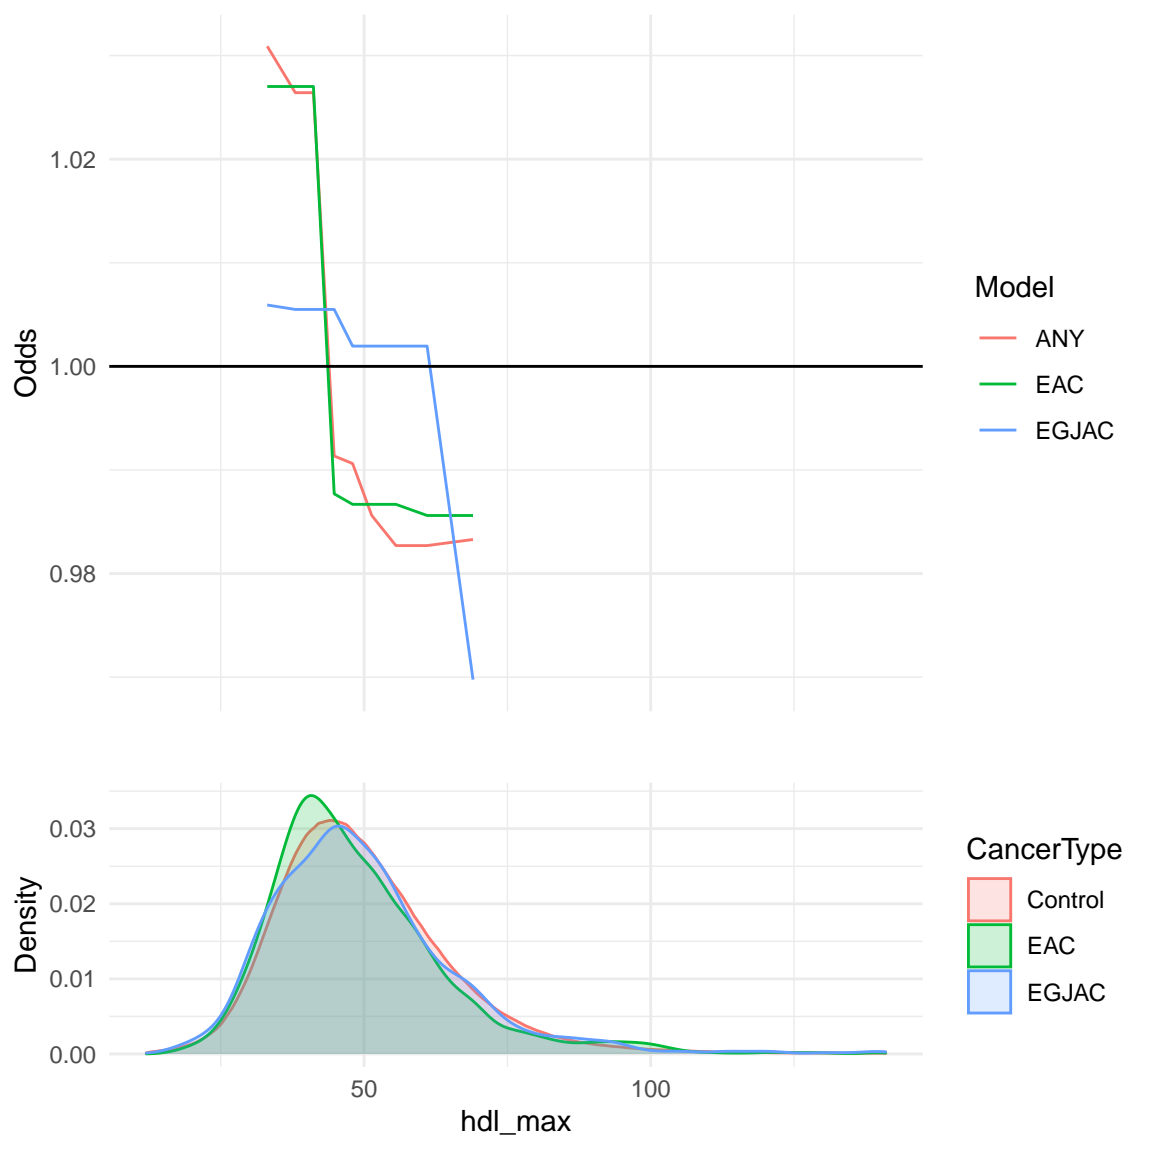 1.02
1.00
0.98
Odds
Model
ANY
EAC
EGJAC
0.03
0.02
0.01
0.00
Density
50
100
hdl_max
CancerType
Control
EAC
EGJAC